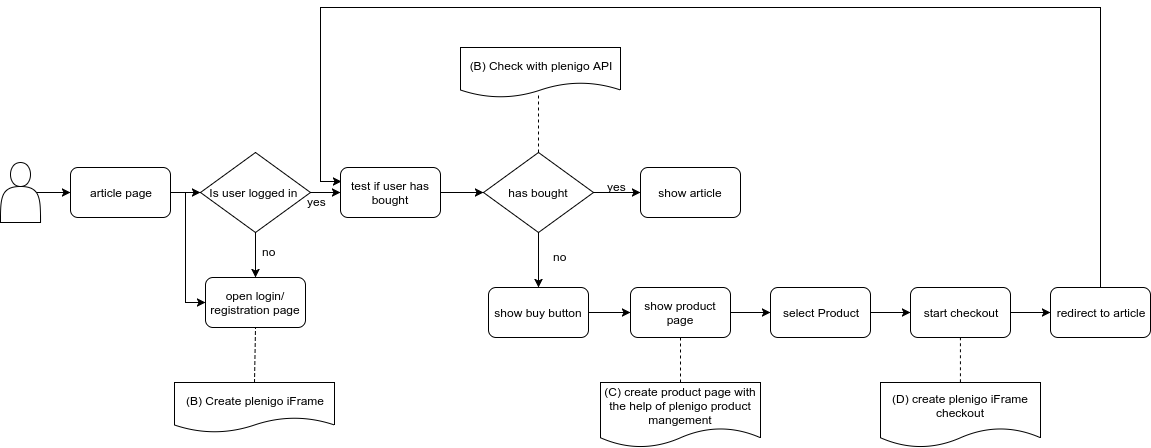 (B) Check with plenigo API
article page
Is user logged in
yes
test if user has
bought
has bought
yes
show article
no
no
open login/
registration page
show buy button
show product
page
select Product
start checkout
redirect to article
(B) Create plenigo iFrame
(C) create product page with
the help of plenigo product
mangement
(D) create plenigo iFrame
checkout